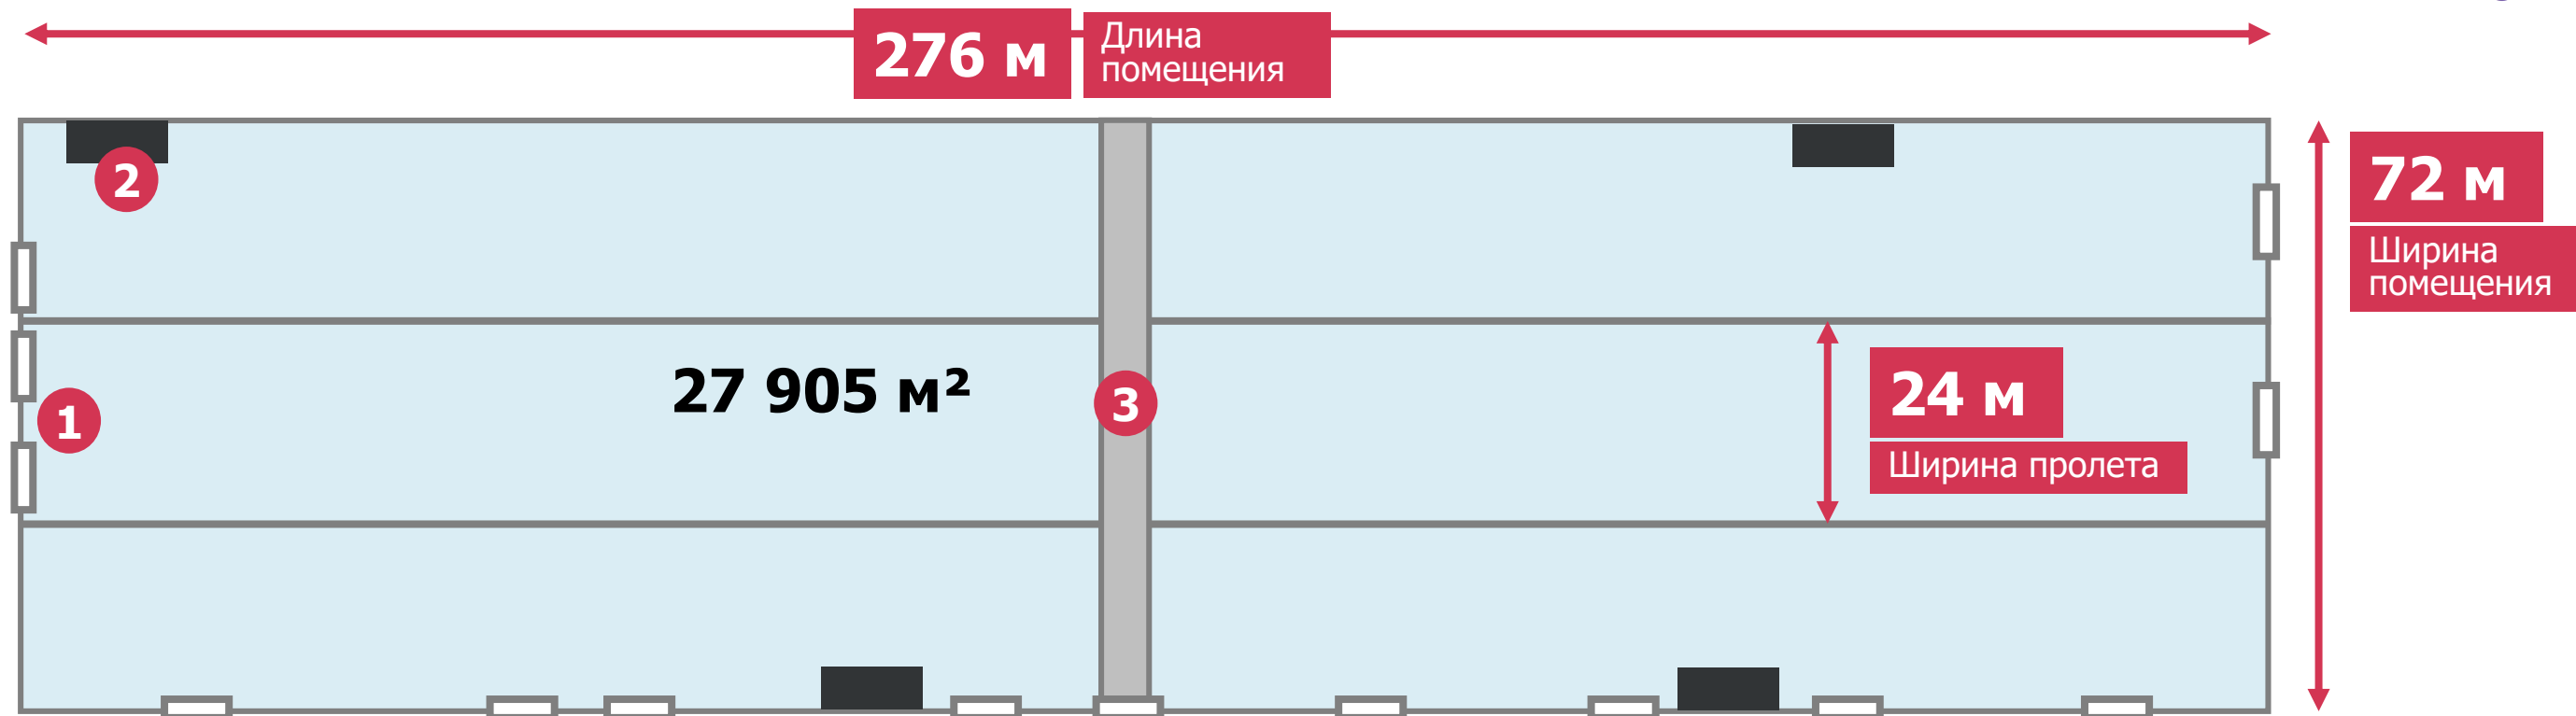 276 м
Длина
помещения
2
72 м
Ширина
помещения
27 905 м²
3
24 м
1
Ширина пролета